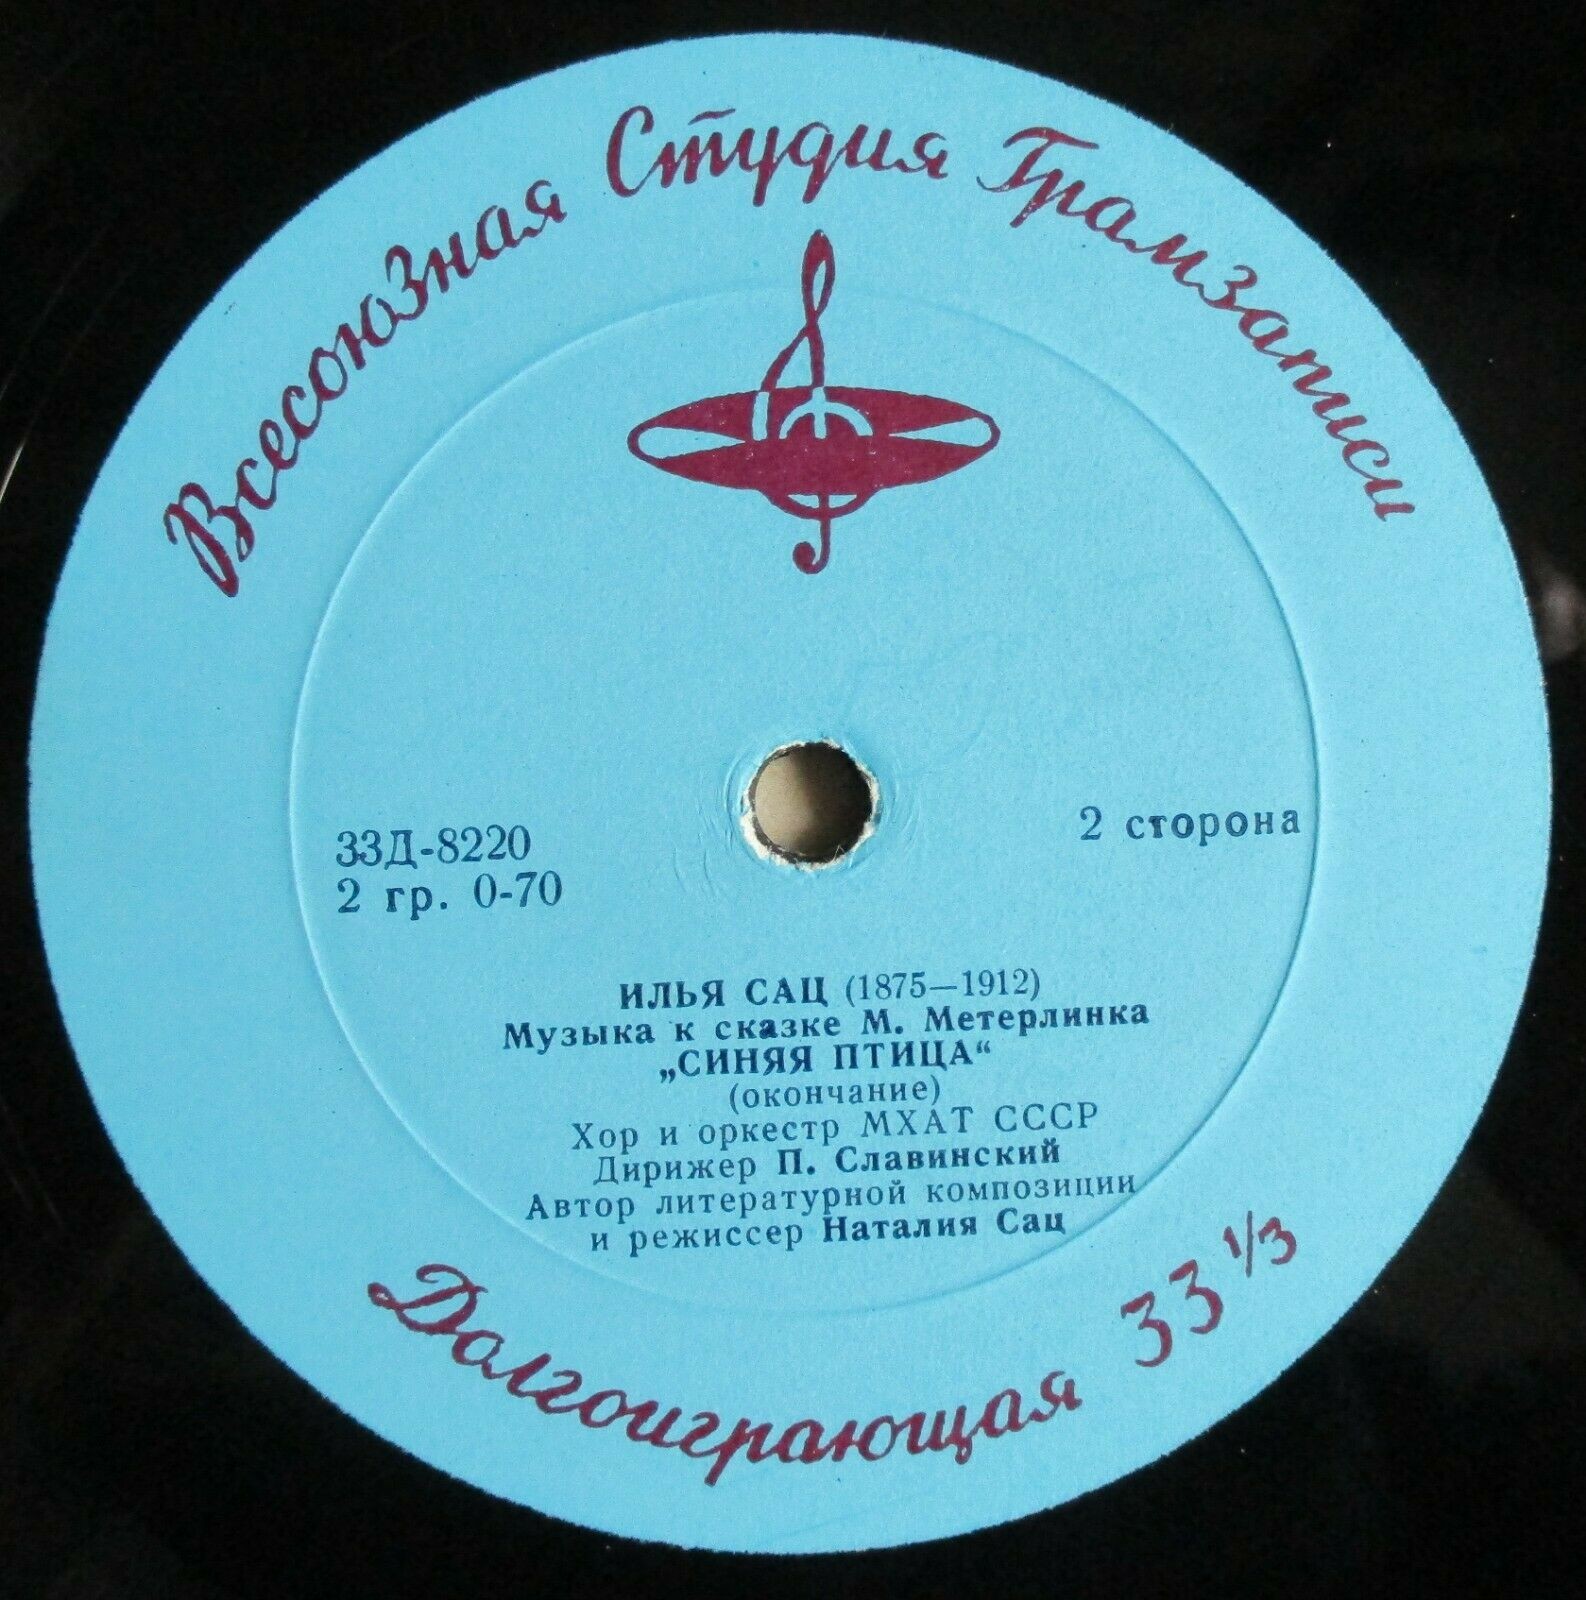 Всесоюзная Студия Грамзаписи
33Д-8220
2 гр. 0-70
2 сторона
ИЛЬЯ САЦ (1875—1912)
Музыка к сказке М. Метерлинка
„СИНЯЯ ПТИЦА“
(окончание)
Хор и оркестр МХАТ СССР
Дирижер П. Славинский
Автор литературной композиции
и режиссер Наталия Сац
Долгоиграющая 33 1/3